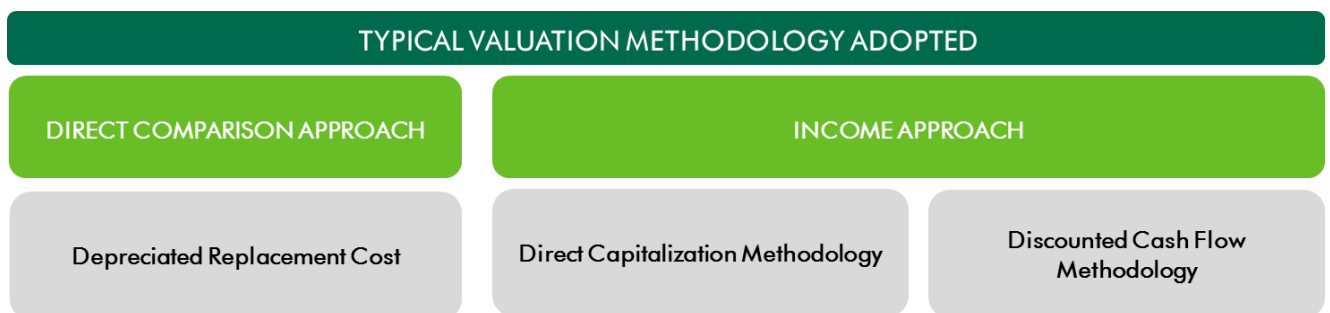 TYPICAL VALUATION METHODOLOGY ADOPTED
DIRECT COMPARISON APPROACH
INCOME APPROACH
Depreciated Replacement Cost
Direct Capitalization Methodology
Discounted Cash Flow
Methodology